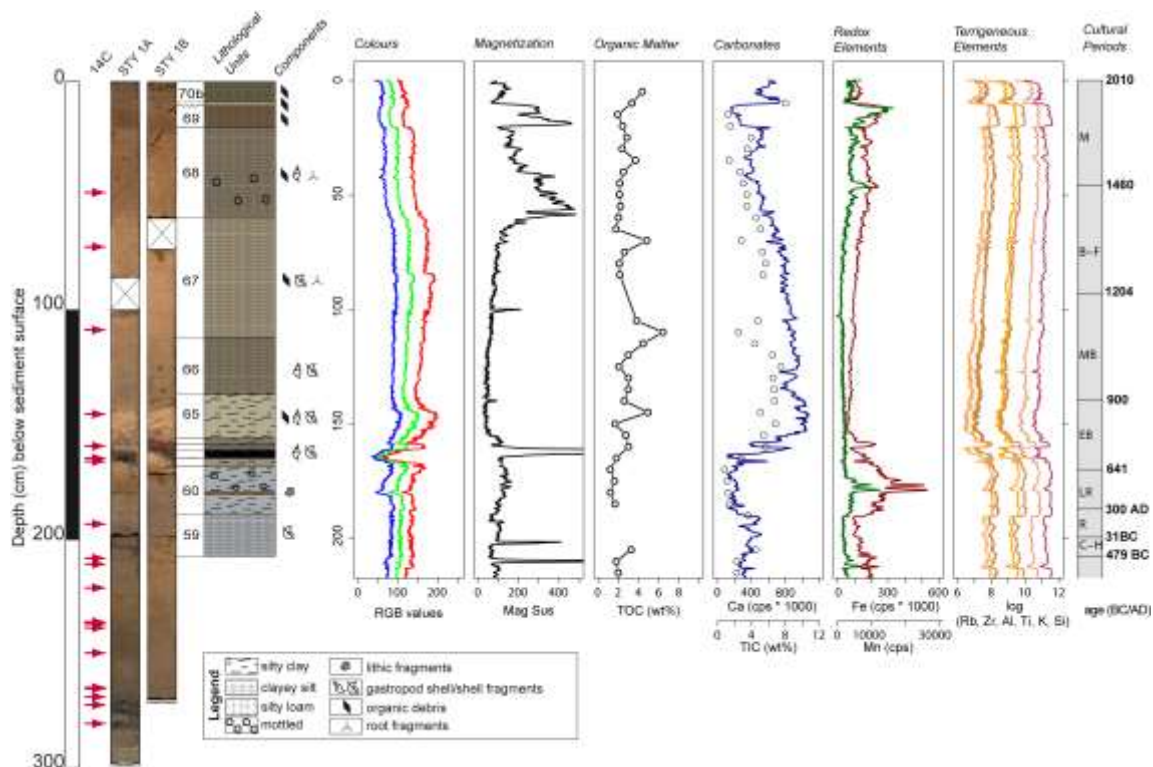 14C
STY 1A
STY 1B
Lithological
Units
Components
Colours
Magnetization
Organic Matter
Carbonates
Redox
Elements
Terrigeneous
Elements
Cultural
Periods
Depth (cm) below sediment surface
0
100
200
300
70b
69
68
67
66
65
60
59
0
50
100
150
200
2010
M
1460
B-F
1204
MB
900
EB
641
LR
300 AD
R
31BC
C-H
479 BC
0 100 200
RGB values
0 200 400
Mag Sus
0 2 4 6 8
TOC (wt%)
0 400 800 1200
Ca (cps * 1000)
0 4 8 12
TIC (wt%)
0 300 600
Fe (cps * 1000)
0 10000 30000
Mn (cps)
6 8 10 12
log
(Rb, Zr, Al, Ti, K, Si)
age (BC/AD)
Legend
silty clay
clayey silt
silty loam
mottled
lithic fragments
gastropod shell/shell fragments
organic debris
root fragments